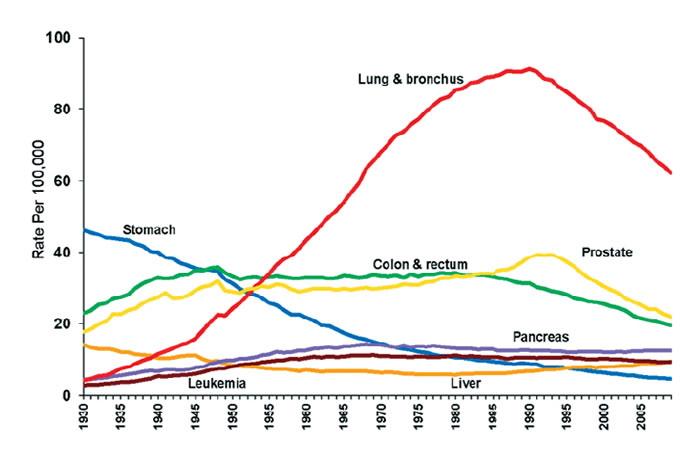 100
80
60
40
20
0
Rate Per 100,000
Lung & bronchus
Stomach
Colon & rectum
Prostate
Pancreas
Leukemia
Liver
1930
1935
1940
1945
1950
1955
1960
1965
1970
1975
1980
1985
1990
1995
2000
2005